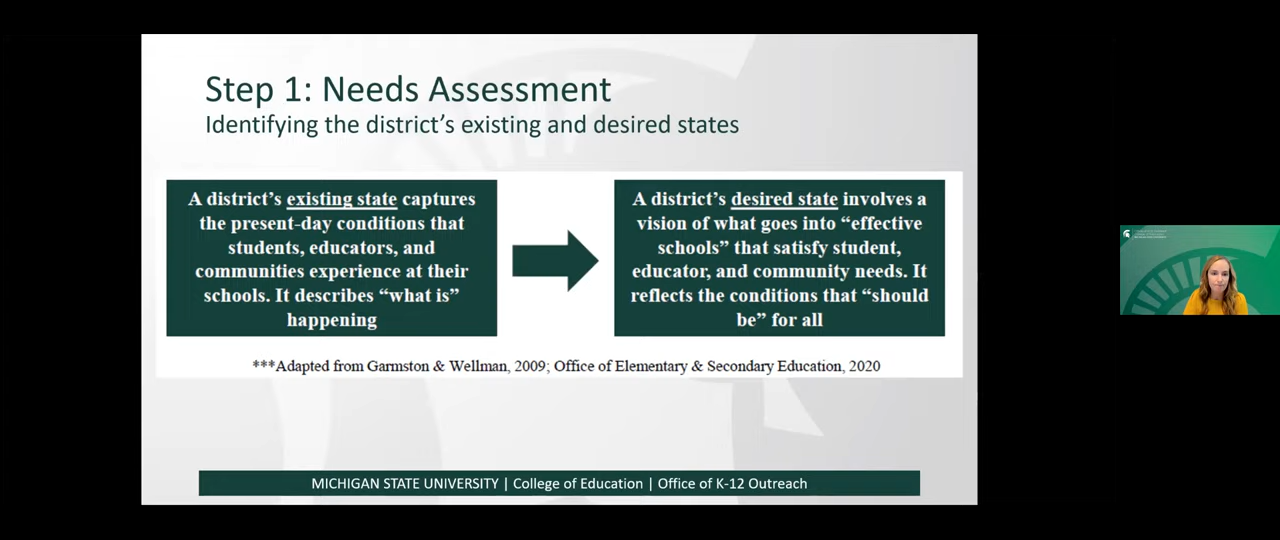 Step 1: Needs Assessment
Identifying the district's existing and desired states
A district's existing state captures
the present-day conditions that
students, educators, and
communities experience at their
schools. It describes "what is"
happening
A district's desired state involves a
vision of what goes into "effective
schools" that satisfy student,
educator, and community needs. It
reflects the conditions that "should
be" for all
***Adapted from Garmston & Wellman, 2009; Office of Elementary & Secondary Education, 2020
MICHIGAN STATE UNIVERSITY | College of Education | Office of K-12 Outreach